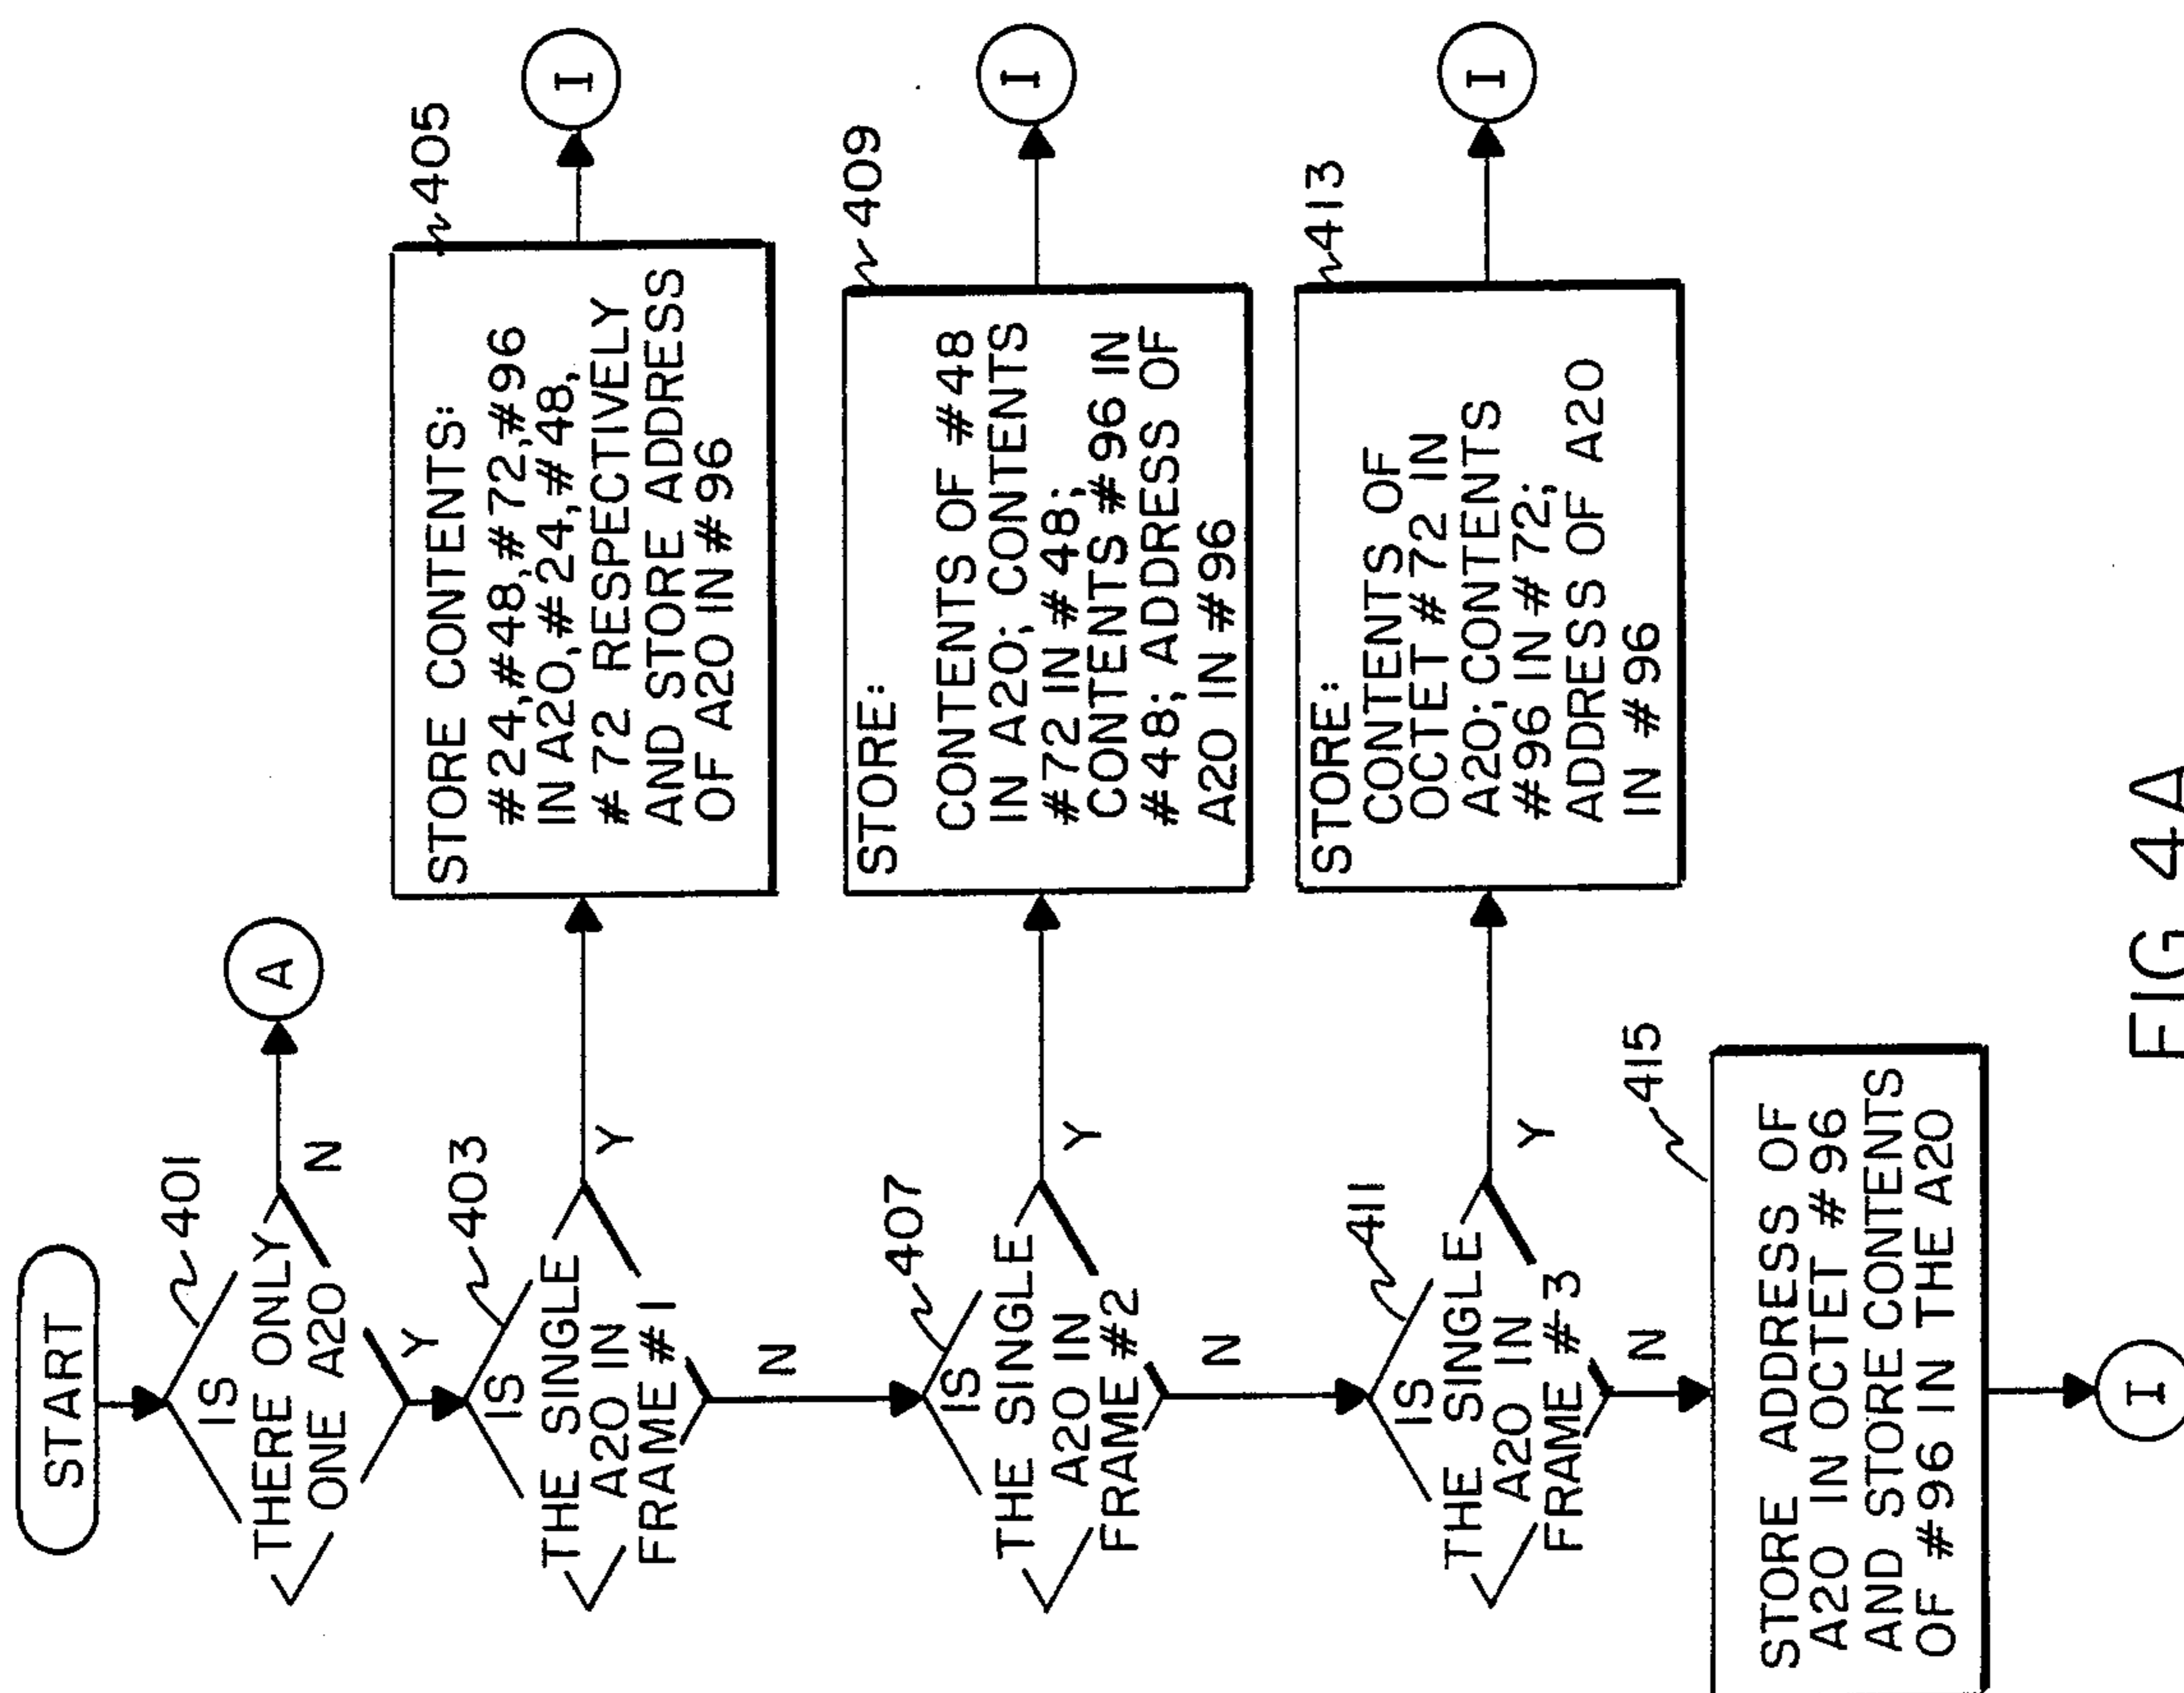 START
401
IS
THERE ONLY
ONE A20
N
A
Y
403
IS
THE SINGLE
A20 IN
FRAME #1
Y
405
STORE CONTENTS:
#24,#48,#72,#96
IN A20,#24,#48,
#72 RESPECTIVELY
AND STORE ADDRESS
OF A20 IN #96
I
N
407
IS
THE SINGLE
A20 IN
FRAME #2
Y
409
STORE:
CONTENTS OF #48
IN A20; CONTENTS
#72 IN #48;
CONTENTS #96 IN
#48; ADDRESS OF
A20 IN #96
I
N
411
IS
THE SINGLE
A20 IN
FRAME #3
Y
413
STORE:
CONTENTS OF
OCTET #72 IN
A20; CONTENTS
#96 IN #72;
ADDRESS OF A20
IN #96
I
N
415
STORE ADDRESS OF
A20 IN OCTET #96
AND STORE CONTENTS
OF #96 IN THE A20
I
FIG 4A